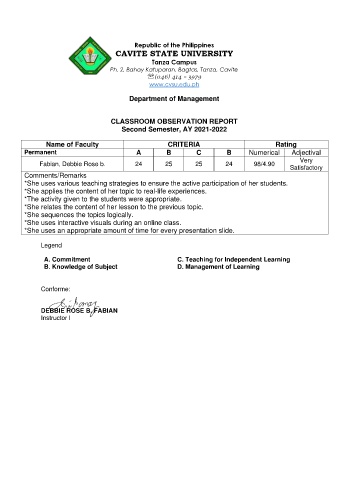 Republic of the Philippines
CAVITE STATE UNIVERSITY
Tanza Campus
Ph. 2, Bahay Katuparan, Bagtas, Tanza, Cavite
☏ (046) 414 – 3979
www.cvsu.edu.ph
Department of Management
CLASSROOM OBSERVATION REPORT
Second Semester, AY 2021-2022
Name of Faculty CRITERIA Rating
Permanent A B C B Numerical Adjectival
Fabian, Debbie Rose b. 24 25 25 24 98/4.90 Very Satisfactory
Comments/Remarks
*She uses various teaching strategies to ensure the active participation of her students.
*She applies the content of her topic to real-life experiences.
*The activity given to the students were appropriate.
*She relates the content of her lesson to the previous topic.
*She sequences the topics logically.
*She uses interactive visuals during an online class.
*She uses an appropriate amount of time for every presentation slide.
Legend
A. Commitment C. Teaching for Independent Learning
B. Knowledge of Subject D. Management of Learning
Conforme:
DEBBIE ROSE B. FABIAN
Instructor I